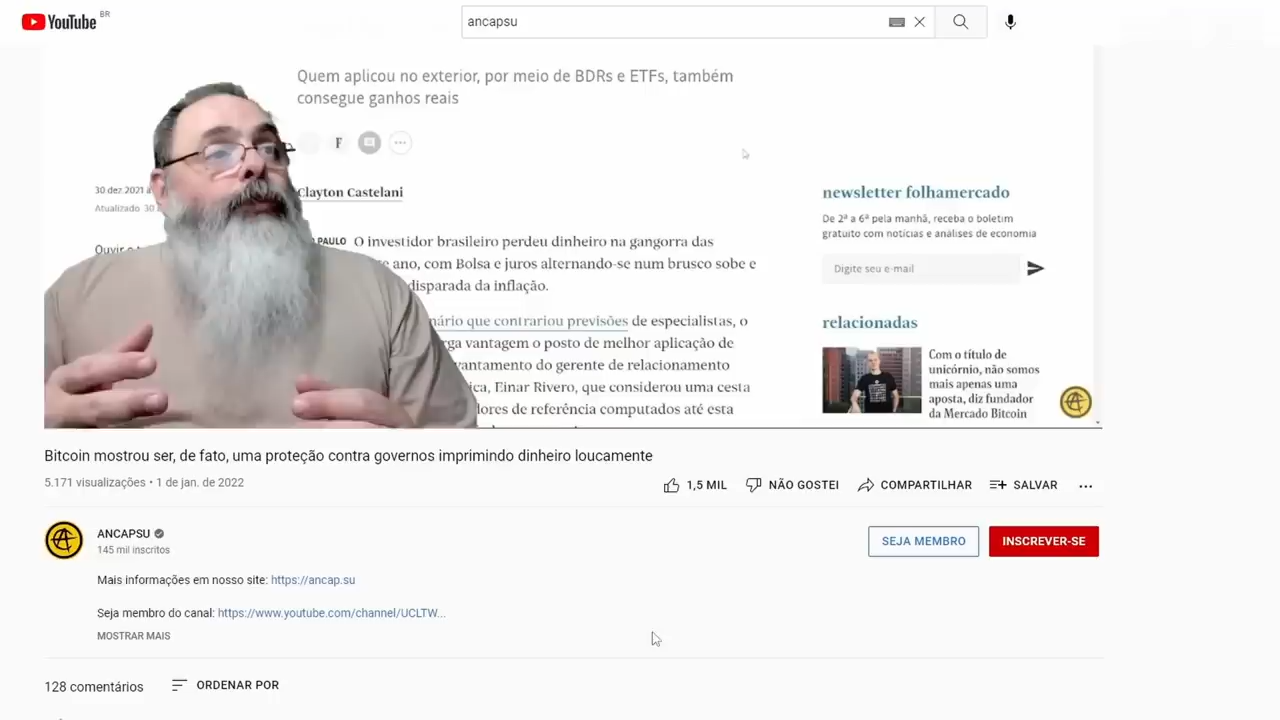 YouTube BR
ancapsu
Quem aplicou no exterior, por meio de BDRs e ETFs, também
consegue ganhos reais
F
30 dez.2021 à
Atualizado 30
Clayton Castelani
Ouvir o
PAULO O investidor brasileiro perdeu dinheiro na gangorra das
ano, com Bolsa e juros alternando-se num brusco sobe e
disparada da inflação.
nário que contrariou previsões de especialistas, o
rga vantagem o posto de melhor aplicação de
vantamento do gerente de relacionamento
ica, Einar Rivero, que considerou uma cesta
dores de referência computados até esta
newsletter folhamercado
De 2ª a 6ª pela manhã, receba o boletim
gratuito com notícias e análises de economia
Digite seu e-mail
relacionadas
Com o título de
unicórnio, não somos
mais apenas uma
aposta, diz fundador
da Mercado Bitcoin
Bitcoin mostrou ser, de fato, uma proteção contra governos imprimindo dinheiro loucamente
5.171 visualizações • 1 de jan. de 2022
1,5 MIL
NÃO GOSTEI
COMPARTILHAR
SALVAR
ANCAPSU
145 mil inscritos
SEJA MEMBRO
INSCREVER-SE
Mais informações em nosso site: https://ancap.su
Seja membro do canal: https://www.youtube.com/channel/UCLTW...
MOSTRAR MAIS
128 comentários
ORDENAR POR